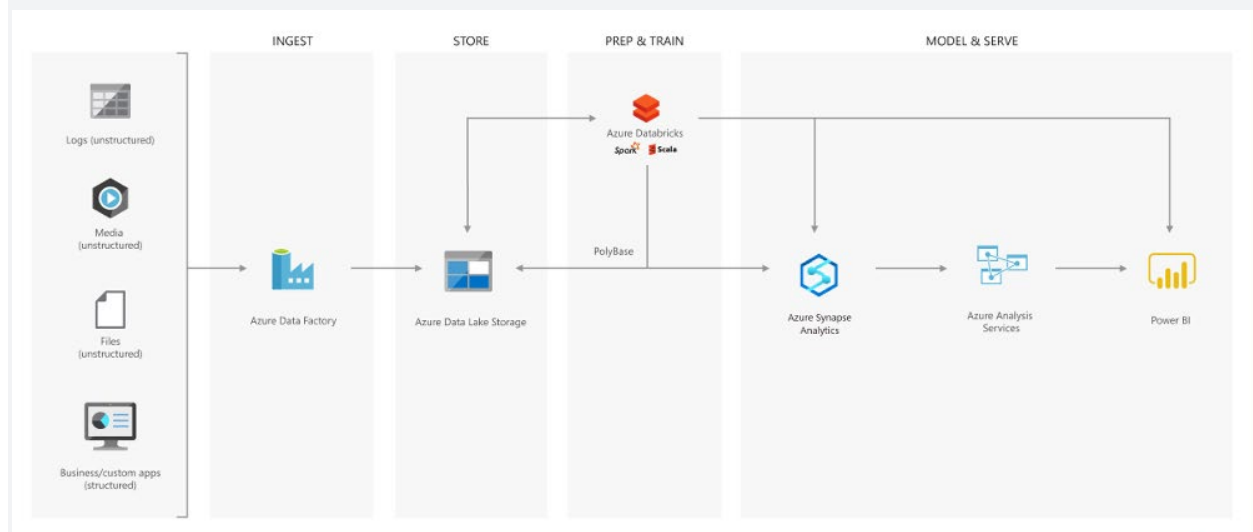 INGEST
STORE
PREP & TRAIN
MODEL & SERVE
Logs (unstructured)
Media
(unstructured)
Files
(unstructured)
Business/custom apps
(structured)
Azure Data Factory
Azure Data Lake Storage
Azure Databricks
Spark Scala
PolyBase
Azure Synapse
Analytics
Azure Analysis
Services
Power BI